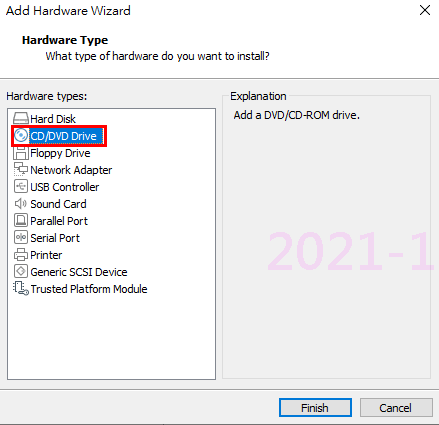 Add Hardware Wizard
Hardware Type
What type of hardware do you want to install?
Hardware types:
Hard Disk
CD/DVD Drive
Floppy Drive
Network Adapter
USB Controller
Sound Card
Parallel Port
Serial Port
Printer
Generic SCSI Device
Trusted Platform Module
Explanation
Add a DVD/CD-ROM drive.
2021-1
Finish
Cancel